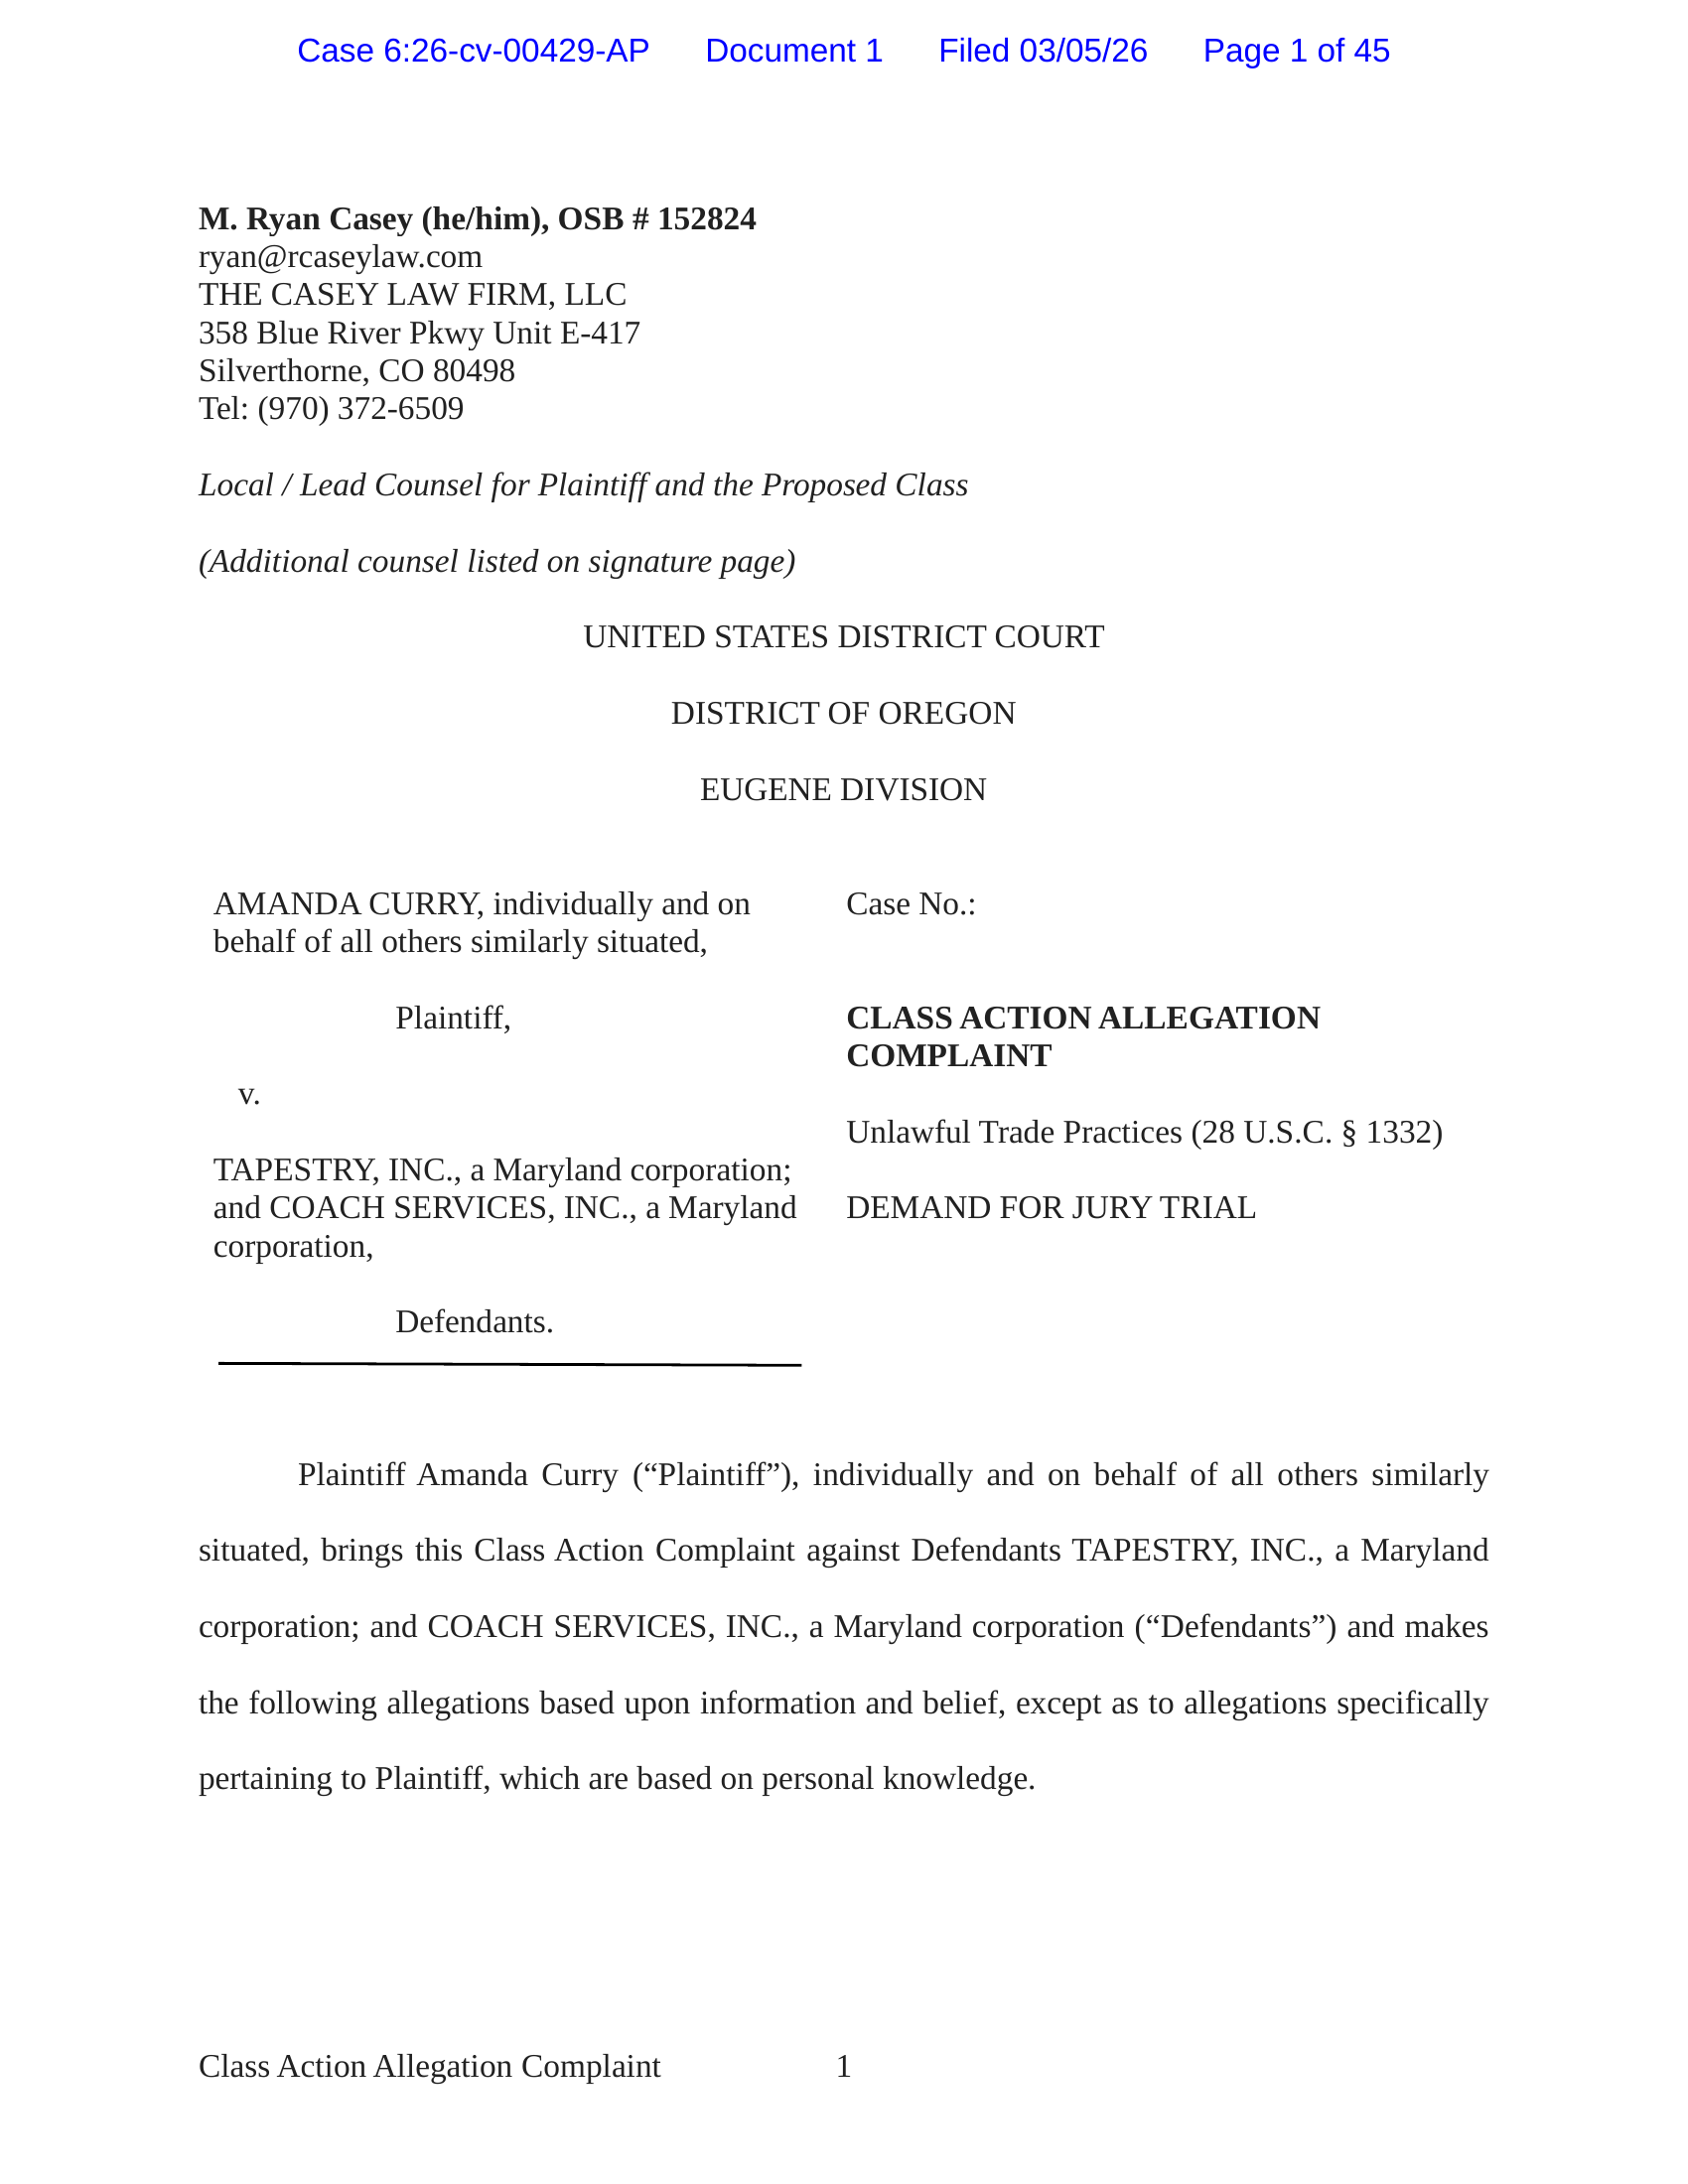 Case 6:26-cv-00429-AP Document 1 Filed 03/05/26 Page 1 of 45
M. Ryan Casey (he/him), OSB # 152824
ryan@rcaseylaw.com
THE CASEY LAW FIRM, LLC
358 Blue River Pkwy Unit E-417
Silverthorne, CO 80498
Tel: (970) 372-6509
Local / Lead Counsel for Plaintiff and the Proposed Class
(Additional counsel listed on signature page)
UNITED STATES DISTRICT COURT
DISTRICT OF OREGON
EUGENE DIVISION
AMANDA CURRY, individually and on
behalf of all others similarly situated,
Plaintiff,
v.
TAPESTRY, INC., a Maryland corporation;
and COACH SERVICES, INC., a Maryland
corporation,
Defendants.
Case No.:
CLASS ACTION ALLEGATION
COMPLAINT
Unlawful Trade Practices (28 U.S.C. § 1332)
DEMAND FOR JURY TRIAL
Plaintiff Amanda Curry (“Plaintiff”), individually and on behalf of all others similarly
situated, brings this Class Action Complaint against Defendants TAPESTRY, INC., a Maryland
corporation; and COACH SERVICES, INC., a Maryland corporation (“Defendants”) and makes
the following allegations based upon information and belief, except as to allegations specifically
pertaining to Plaintiff, which are based on personal knowledge.
Class Action Allegation Complaint 1